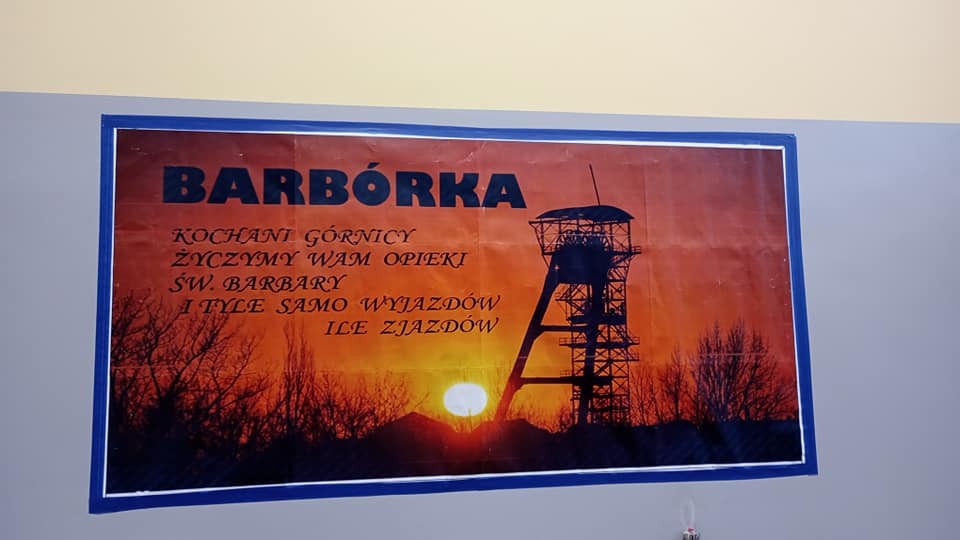 BARBÓRKA
KOCHANI GÓRNICY
ŻYCZYMY WAM OPIEKI
ŚW. BARBARY
I TYLE SAMO WYJAZDÓW
ILE ZJAZDÓW